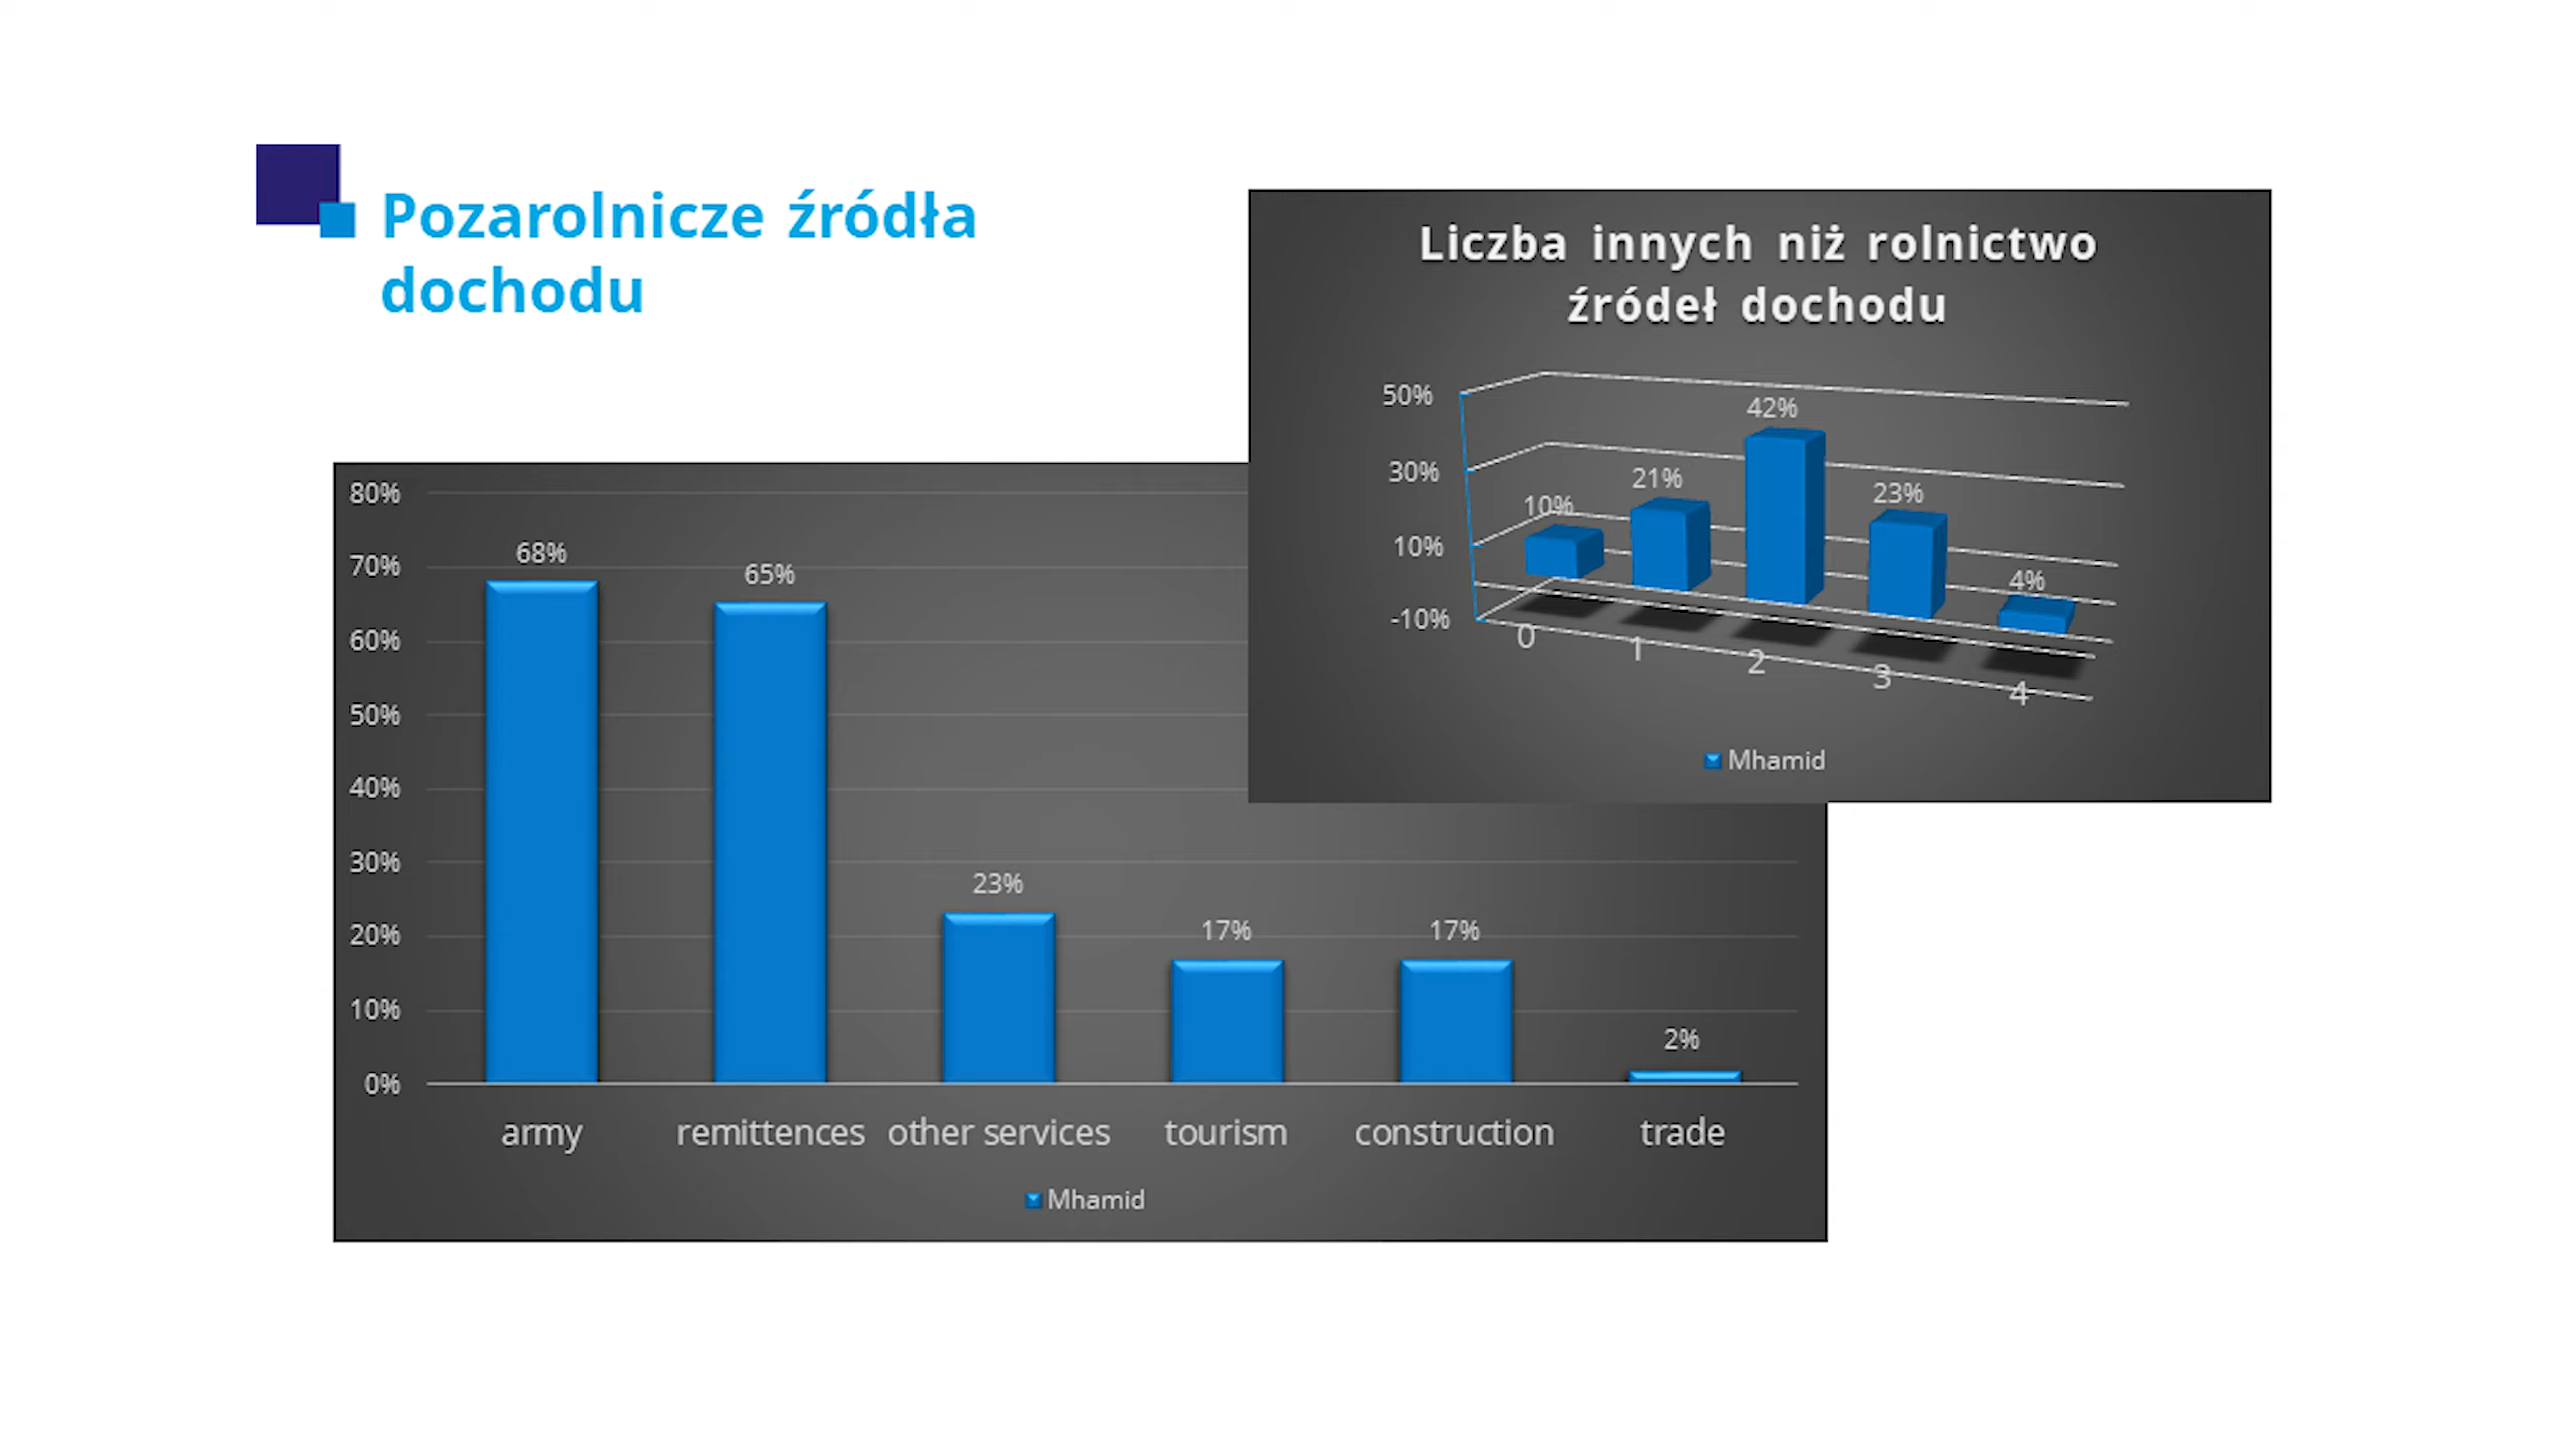 Pozarolnicze źródła
dochodu
Liczba innych niż rolnictwo
źródeł dochodu
50%
30%
10%
-10%
10%
21%
42%
23%
4%
0
1
2
3
4
Mhamid
80%
70%
60%
50%
40%
30%
20%
10%
0%
68%
65%
23%
17%
17%
2%
army
remittences
other services
tourism
construction
trade
Mhamid